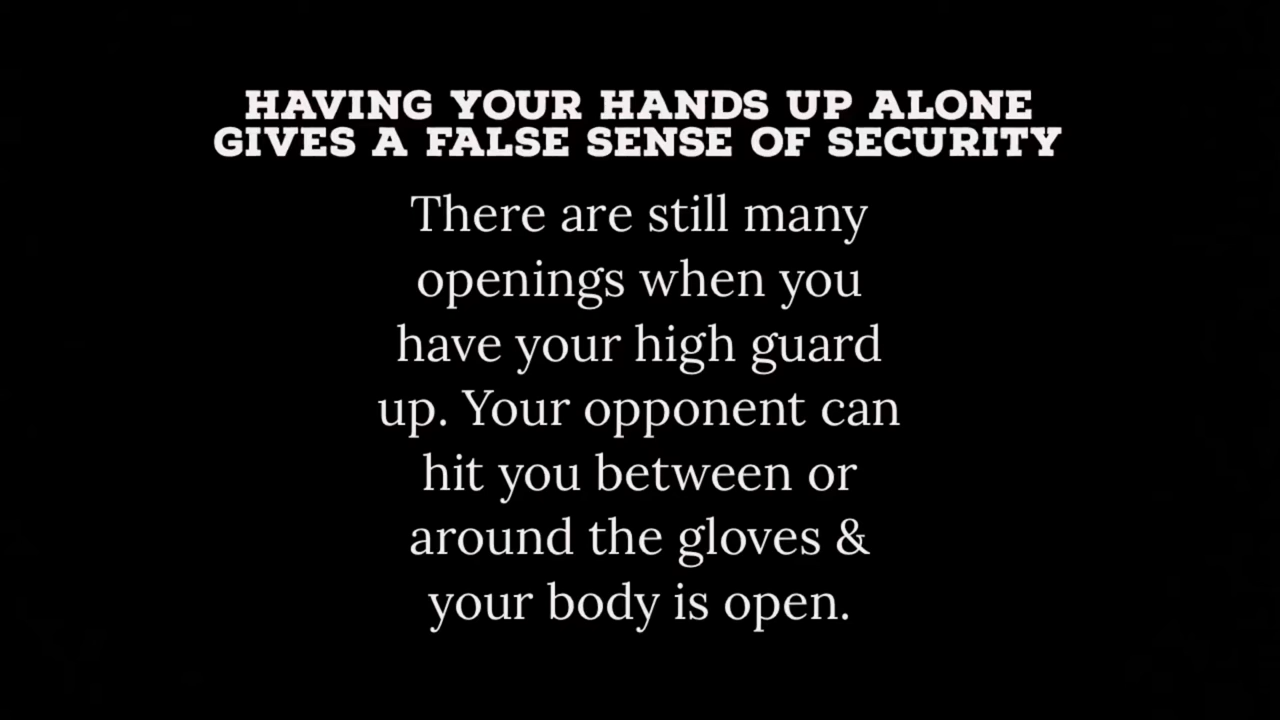 HAVING YOUR HANDS UP ALONE
GIVES A FALSE SENSE OF SECURITY
There are still many
openings when you
have your high guard
up. Your opponent can
hit you between or
around the gloves &
your body is open.